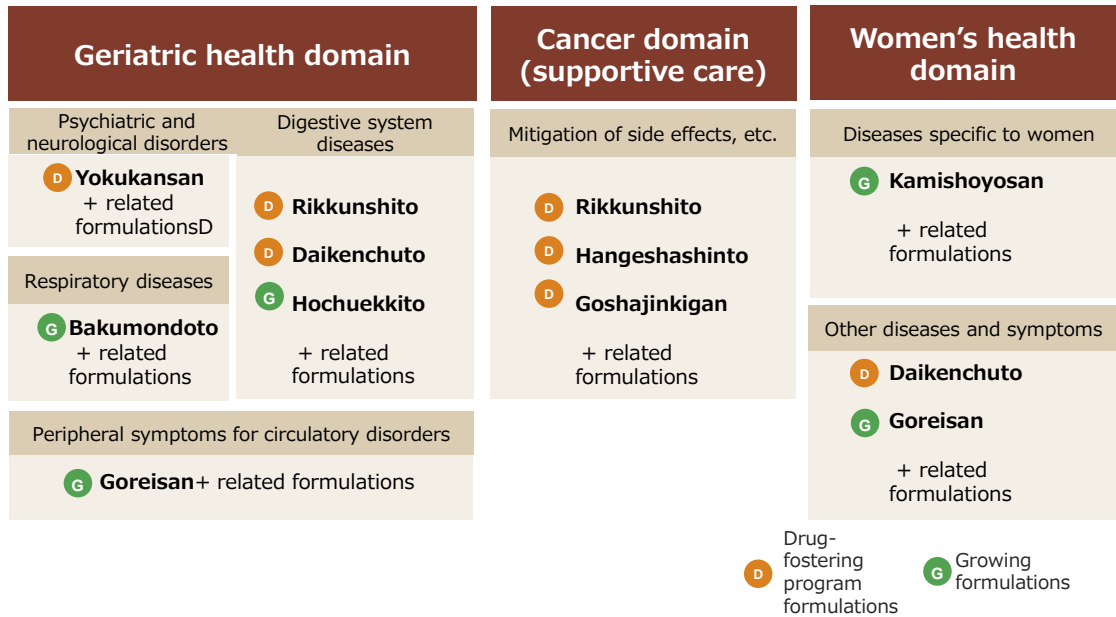 Geriatric health domain
Psychiatric and
neurological disorders
D Yokukansan
+ related
formulationsD
Respiratory diseases
G Bakumondoto
+ related
formulations
Digestive system
diseases
D Rikkunshito
D Daikenchuto
G Hochuekkito
+ related
formulations
Peripheral symptoms for circulatory disorders
G Goreisan+ related formulations
Cancer domain
(supportive care)
Mitigation of side effects, etc.
D Rikkunshito
D Hangeshashinto
D Goshajinkigan
+ related
formulations
Women’s health
domain
Diseases specific to women
G Kamishoyosan
+ related
formulations
Other diseases and symptoms
D Daikenchuto
G Goreisan
+ related
formulations
D Drug-
fostering
program
formulations
G Growing
formulations